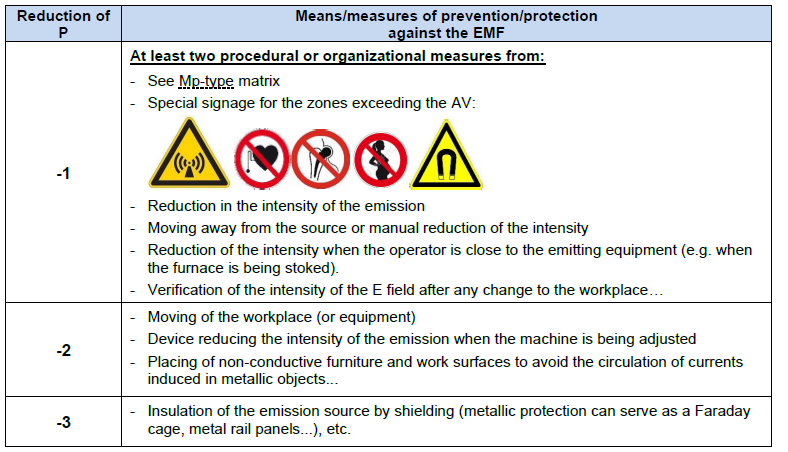 Reduction of
P
Means/measures of prevention/protection
against the EMF
-1
At least two procedural or organizational measures from:
- See Mp-type matrix
- Special signage for the zones exceeding the AV:
- Reduction in the intensity of the emission
- Moving away from the source or manual reduction of the intensity
- Reduction of the intensity when the operator is close to the emitting equipment (e.g. when
the furnace is being stoked).
- Verification of the intensity of the E field after any change to the workplace…
-2
- Moving of the workplace (or equipment)
- Device reducing the intensity of the emission when the machine is being adjusted
- Placing of non-conductive furniture and work surfaces to avoid the circulation of currents
induced in metallic objects...
-3
- Insulation of the emission source by shielding (metallic protection can serve as a Faraday
cage, metal rail panels...), etc.